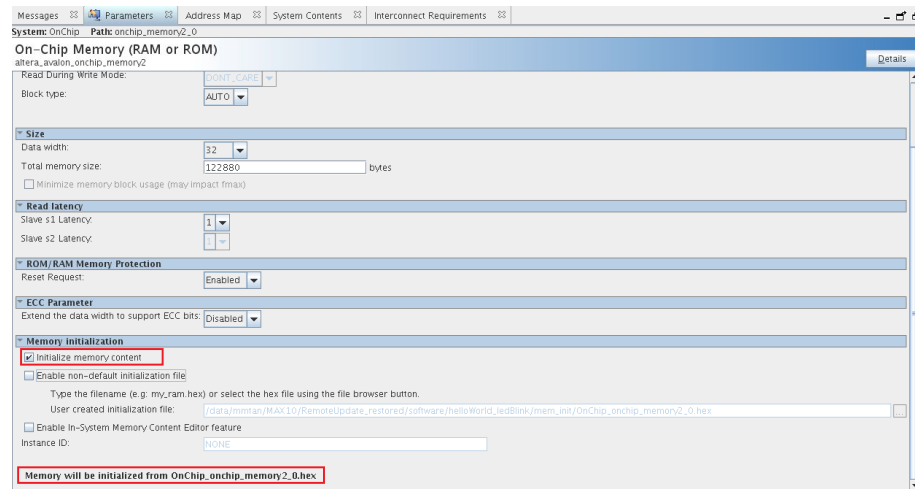 Messages Parameters Address Map System Contents Interconnect Requirements
System: OnChip Path: onchip_memory2_0
On-Chip Memory (RAM or ROM)
altera_avalon_onchip_memory2
Details
Read During Write Mode: DONT_CARE
Block type: AUTO
Size
Data width: 32
Total memory size: 122880 bytes
Minimize memory block usage (may impact fmax)
Read latency
Slave s1 Latency: 1
Slave s2 Latency: 1
ROM/RAM Memory Protection
Reset Request: Enabled
ECC Parameter
Extend the data width to support ECC bits: Disabled
Memory initialization
Initialize memory content
Enable non-default initialization file
Type the filename (e.g: my_ram.hex) or select the hex file using the file browser button.
User created initialization file: /data/mmtan/MAX10/RemoteUpdate_restored/software/helloWorld_ledBlink/mem_init/OnChip_onchip_memory2_0.hex ...
Enable In-System Memory Content Editor feature
Instance ID: NONE
Memory will be initialized from OnChip_onchip_memory2_0.hex